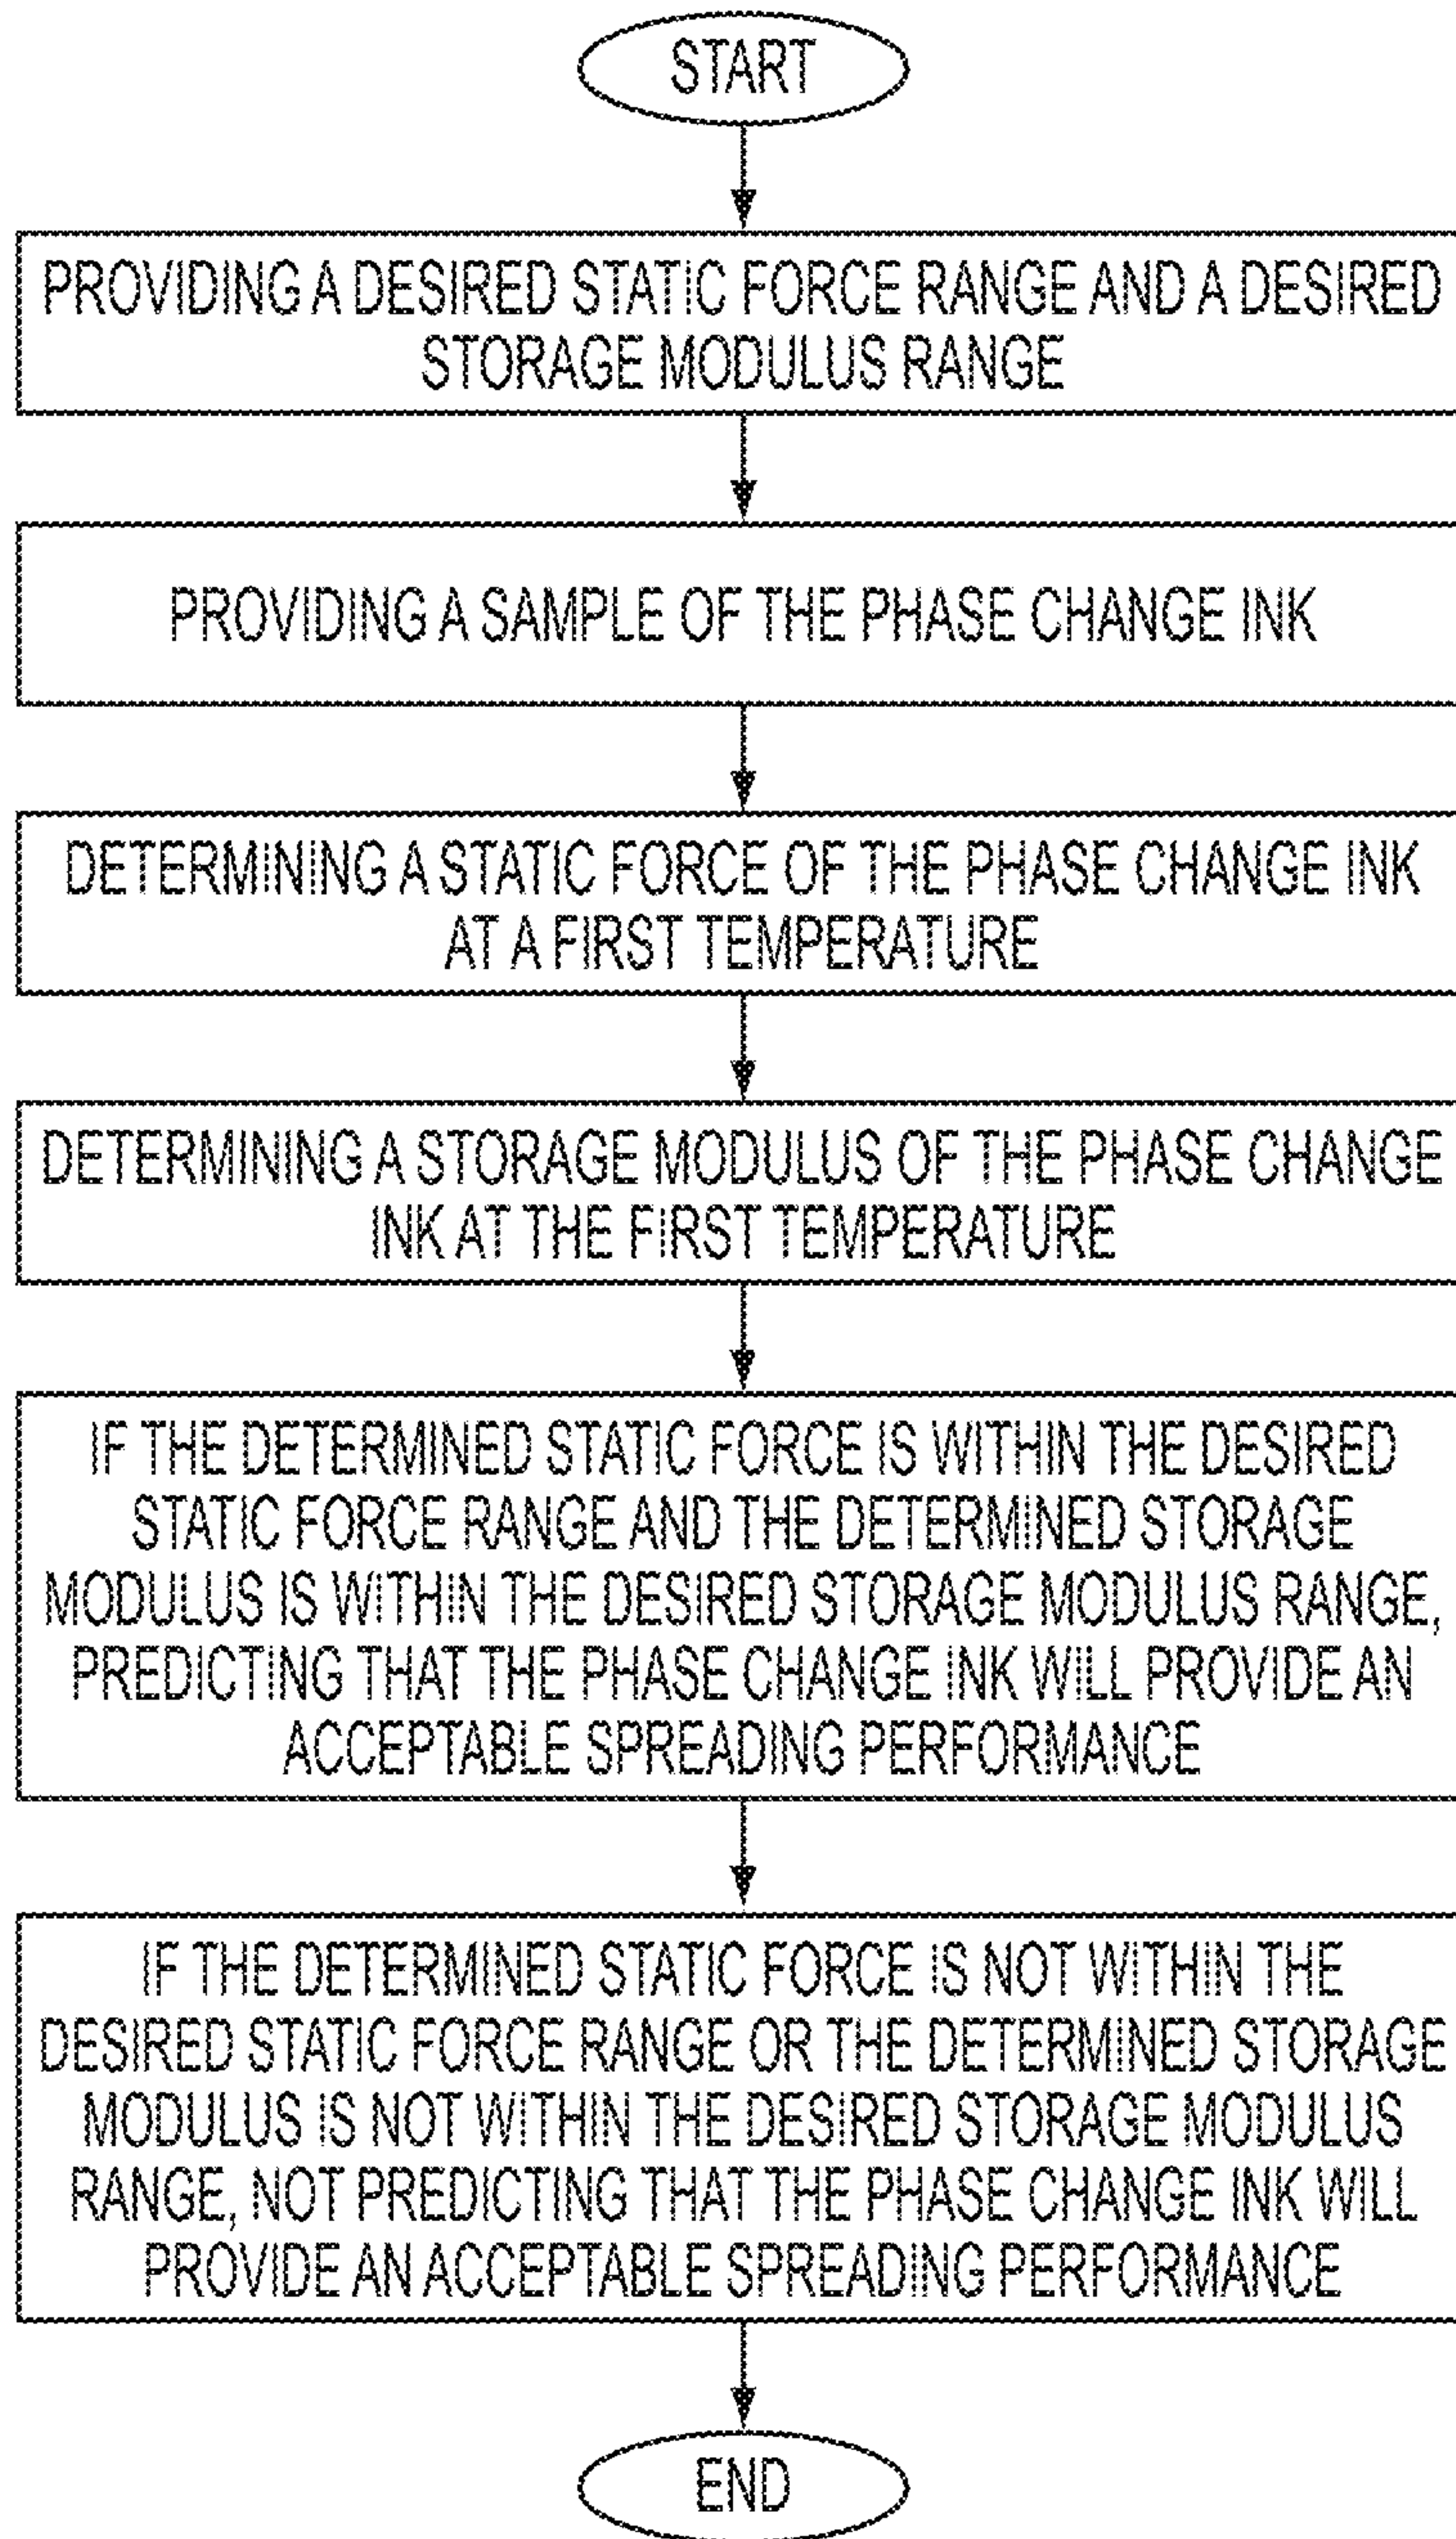 START
PROVIDING A DESIRED STATIC FORCE RANGE AND A DESIRED
STORAGE MODULUS RANGE
PROVIDING A SAMPLE OF THE PHASE CHANGE INK
DETERMINING A STATIC FORCE OF THE PHASE CHANGE INK
AT A FIRST TEMPERATURE
DETERMINING A STORAGE MODULUS OF THE PHASE CHANGE
INK AT THE FIRST TEMPERATURE
IF THE DETERMINED STATIC FORCE IS WITHIN THE DESIRED
STATIC FORCE RANGE AND THE DETERMINED STORAGE
MODULUS IS WITHIN THE DESIRED STORAGE MODULUS RANGE,
PREDICTING THAT THE PHASE CHANGE INK WILL PROVIDE AN
ACCEPTABLE SPREADING PERFORMANCE
IF THE DETERMINED STATIC FORCE IS NOT WITHIN THE
DESIRED STATIC FORCE RANGE OR THE DETERMINED STORAGE
MODULUS IS NOT WITHIN THE DESIRED STORAGE MODULUS
RANGE, NOT PREDICTING THAT THE PHASE CHANGE INK WILL
PROVIDE AN ACCEPTABLE SPREADING PERFORMANCE
END